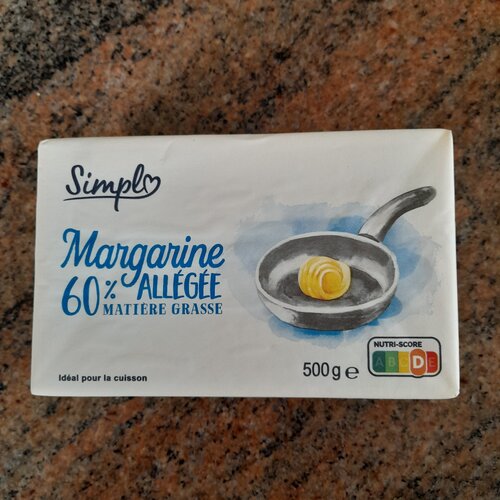 Simpl
Margarine
60% ALLÉGÉE
MATIÈRE GRASSE
NUTRI-SCORE
A B C D E
500g e
Idéal pour la cuisson